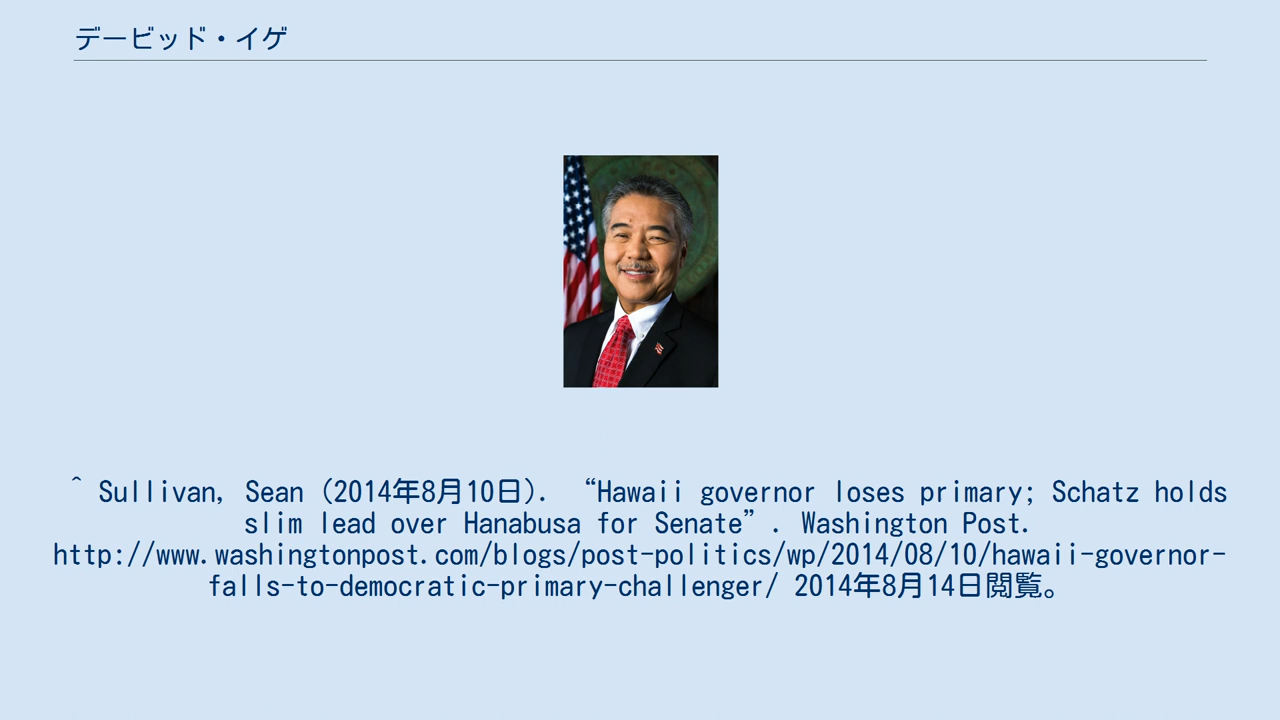 デービッド・イゲ
^ Sullivan, Sean (2014年8月10日). “Hawaii governor loses primary; Schatz holds
slim lead over Hanabusa for Senate”. Washington Post.
http://www.washingtonpost.com/blogs/post-politics/wp/2014/08/10/hawaii-governor-
falls-to-democratic-primary-challenger/ 2014年8月14日閲覧。